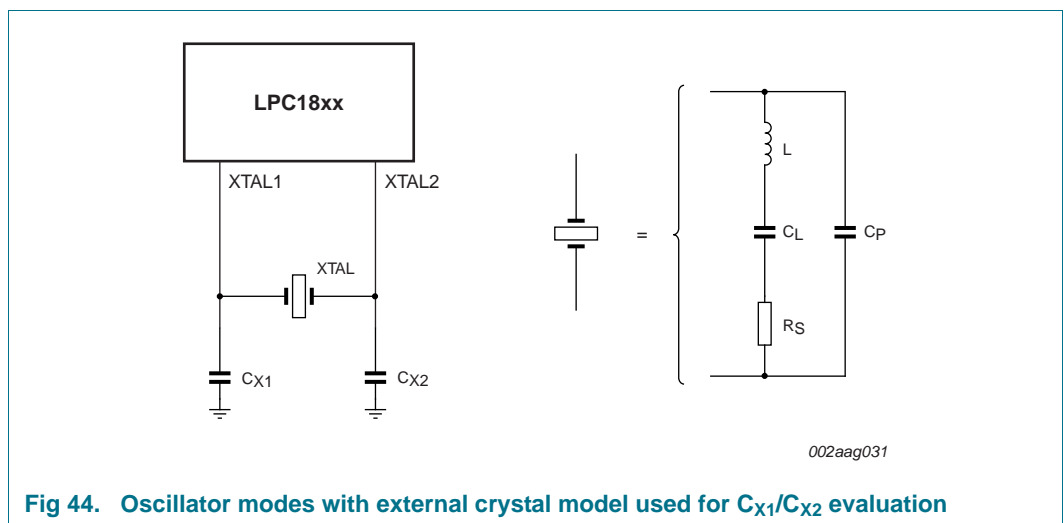 LPC18xx
XTAL1
XTAL2
XTAL
CX1
CX2
=
L
CL
CP
RS
002aag031
Fig 44. Oscillator modes with external crystal model used for CX1/CX2 evaluation